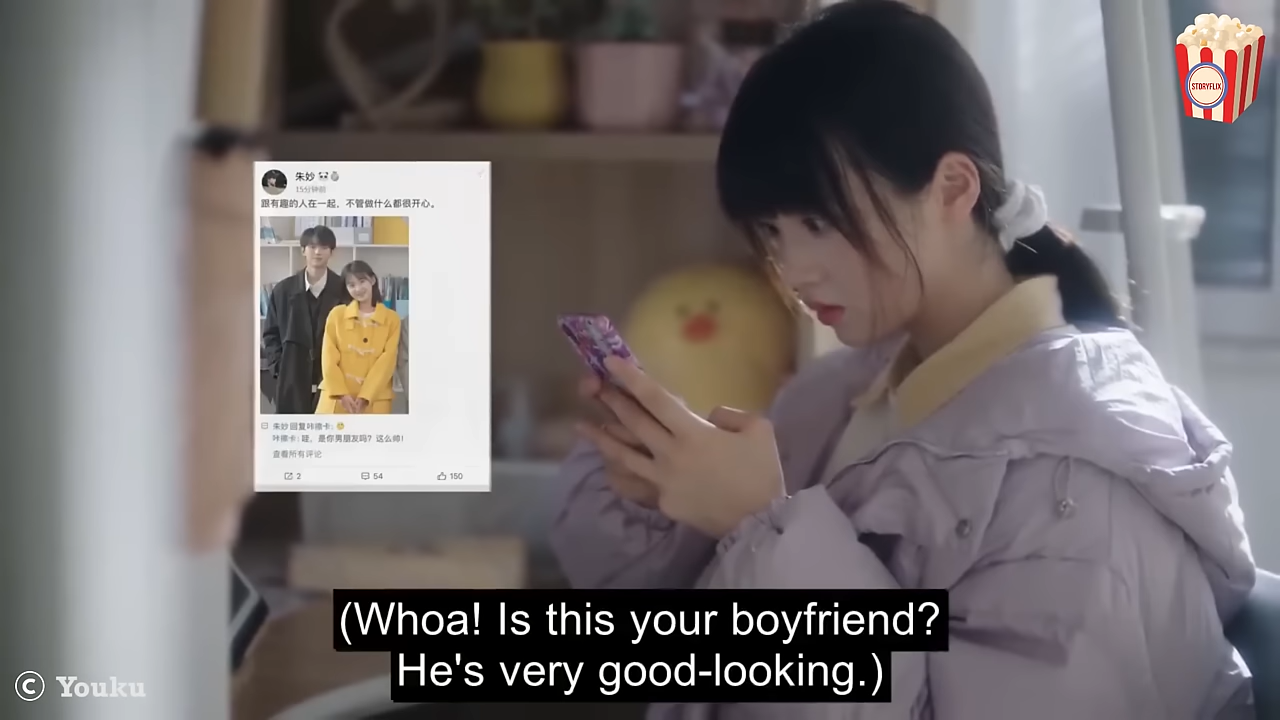 STORYFLIX
朱妙
15分钟前
跟有趣的人在一起，不管做什么都很开心。
朱妙回复咔擦卡：
咔擦卡：哇，是你男朋友吗？这么帅！
查看所有评论
2 54 150
(Whoa! Is this your boyfriend?
He's very good-looking.)
© Youku